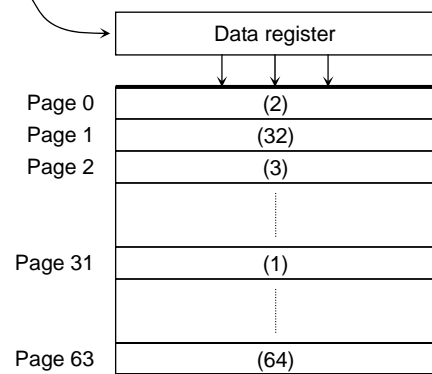 Data register
Page 0 (2)
Page 1 (32)
Page 2 (3)
Page 31 (1)
Page 63 (64)